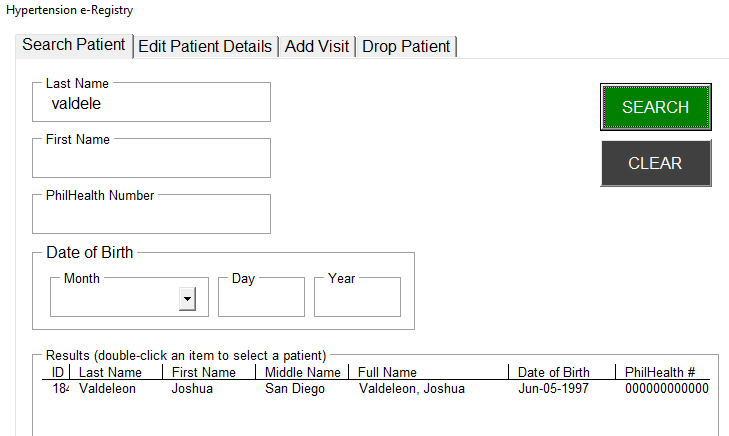 Hypertension e-Registry
Search Patient Edit Patient Details Add Visit Drop Patient
Last Name
valdele
SEARCH
First Name
CLEAR
PhilHealth Number
Date of Birth
Month Day Year
Results (double-click an item to select a patient)
ID Last Name First Name Middle Name Full Name Date of Birth PhilHealth #
184 Valdeleon Joshua San Diego Valdeleon, Joshua Jun-05-1997 000000000000